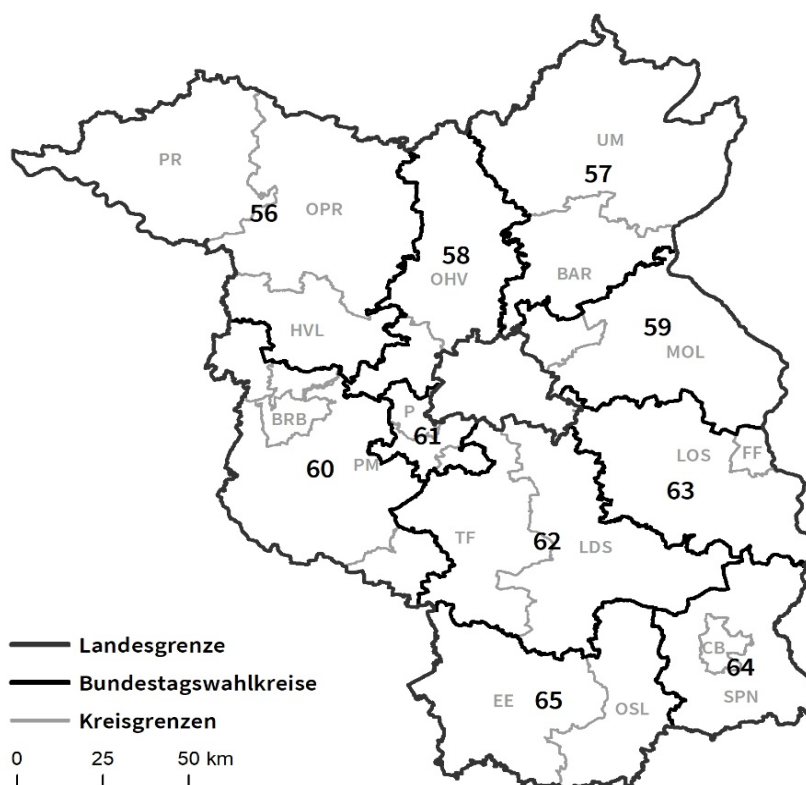 UM
PR
57
56
OPR
58
OHV
BAR
HVL
59
MOL
P
BRB
61
60
PM
LOS
FF
63
TF
62
LDS
CB
64
SPN
EE
65
OSL
Landesgrenze
Bundestagswahlkreise
Kreisgrenzen
0 25 50 km